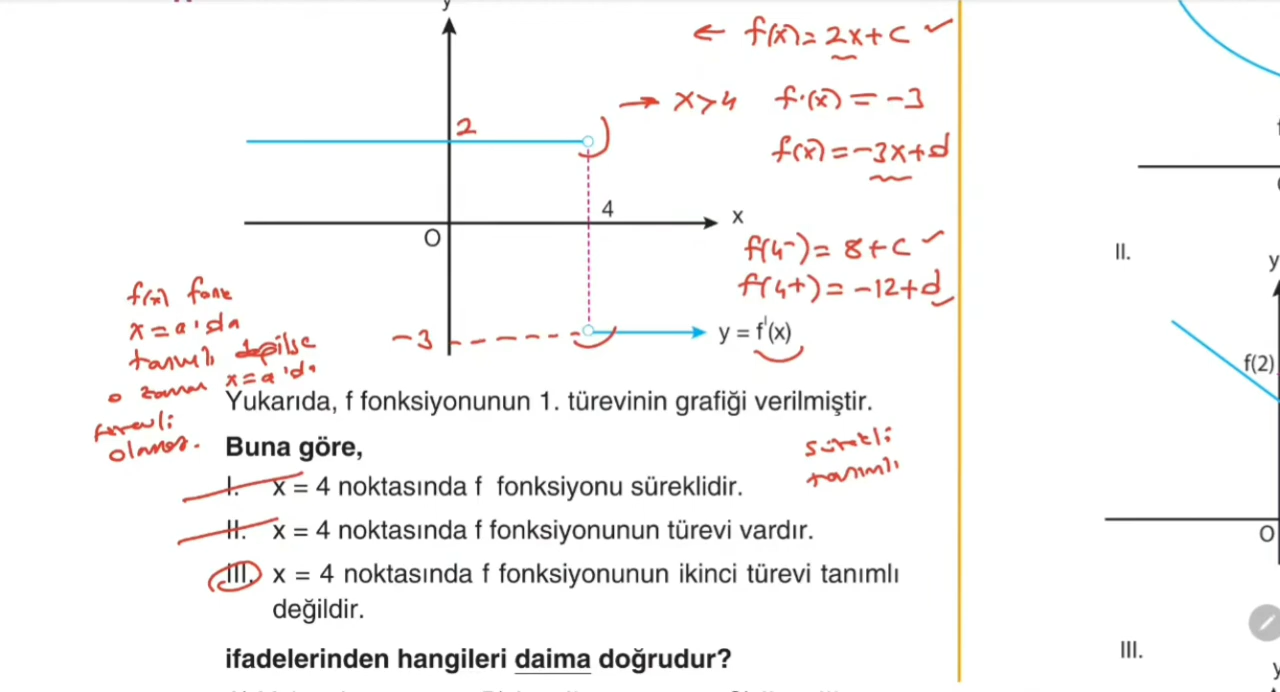 y
← f(x) = 2x+c ✓
→ x>4 f'(x) = -3
2
f(x) = -3x+d
4
x
O
f(4-) = 8+c ✓
f(4+) = -12+d
-3
y = f'(x)
f(x) fonk
x=a'da
tanımlı değilse
o zaman x=a'da
türevli
olamaz.
Yukarıda, f fonksiyonunun 1. türevinin grafiği verilmiştir.
Buna göre,
sürekli
tanımlı
I. x = 4 noktasında f fonksiyonu süreklidir.
II. x = 4 noktasında f fonksiyonunun türevi vardır.
III. x = 4 noktasında f fonksiyonunun ikinci türevi tanımlı
değildir.
ifadelerinden hangileri daima doğrudur?
II.
y
f(2)
O
III.
y